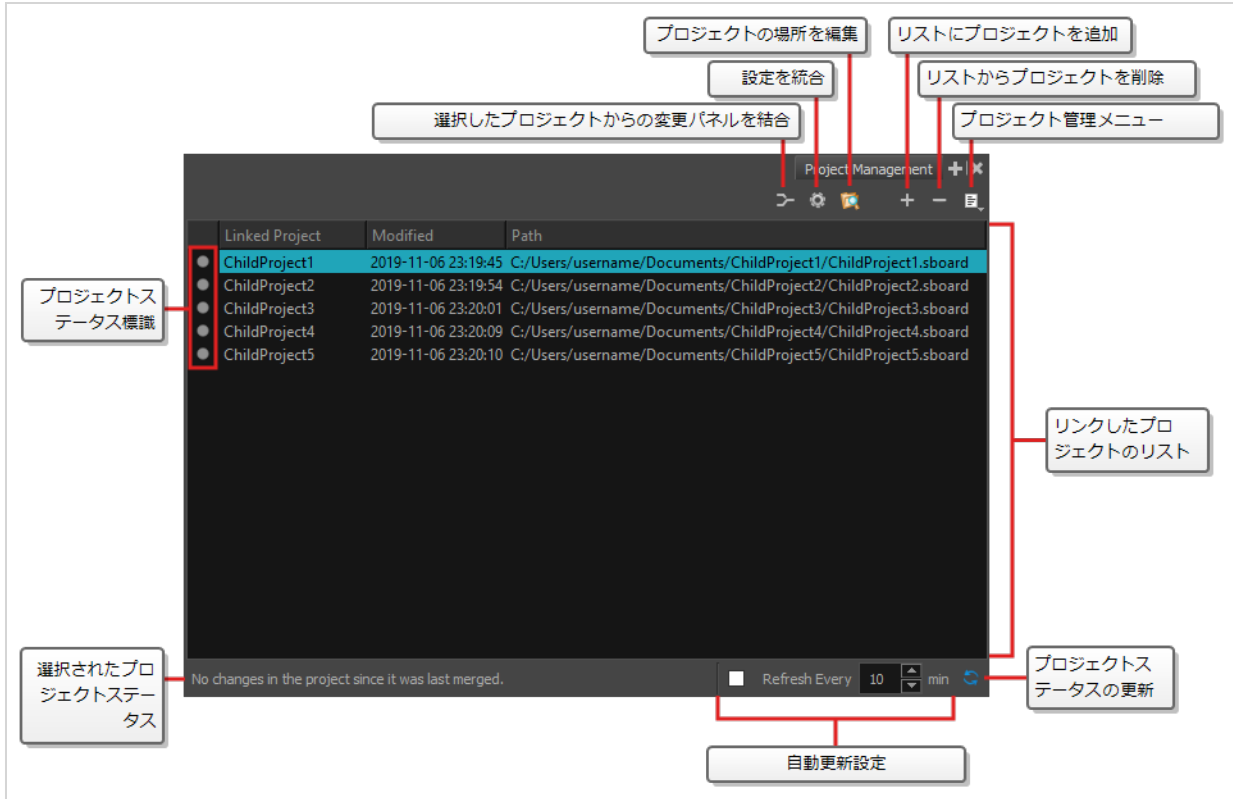 プロジェクトの場所を編集
リストにプロジェクトを追加
設定を統合
リストからプロジェクトを削除
選択したプロジェクトからの変更パネルを結合
プロジェクト管理メニュー
Project Management
Linked Project Modified Path
ChildProject1 2019-11-06 23:19:45 C:/Users/username/Documents/ChildProject1/ChildProject1.sboard
ChildProject2 2019-11-06 23:19:54 C:/Users/username/Documents/ChildProject2/ChildProject2.sboard
ChildProject3 2019-11-06 23:20:01 C:/Users/username/Documents/ChildProject3/ChildProject3.sboard
ChildProject4 2019-11-06 23:20:09 C:/Users/username/Documents/ChildProject4/ChildProject4.sboard
ChildProject5 2019-11-06 23:20:10 C:/Users/username/Documents/ChildProject5/ChildProject5.sboard
プロジェクトス
テータス標識
リンクしたプロ
ジェクトのリスト
選択されたプロ
ジェクトステー
タス
No changes in the project since it was last merged.
Refresh Every 10 min
プロジェクトス
テータスの更新
自動更新設定